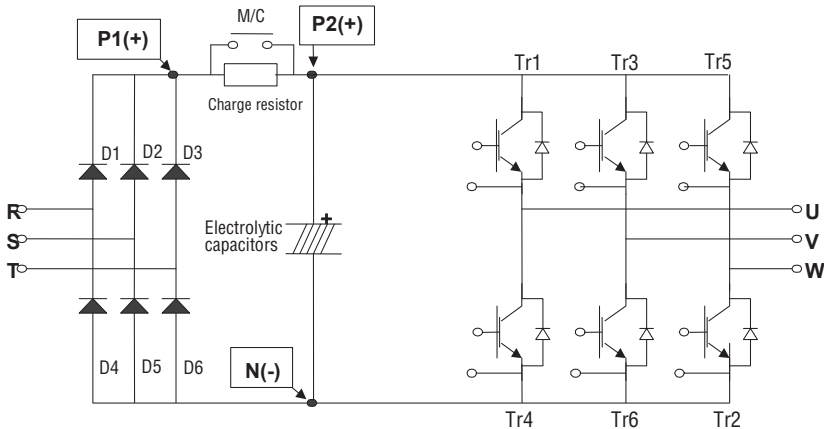 M/C
P1(+)
P2(+)
Charge resistor
Tr1 Tr3 Tr5
D1 D2 D3
R
S
T
Electrolytic
capacitors
+
U
V
W
D4 D5 D6
N(-)
Tr4 Tr6 Tr2